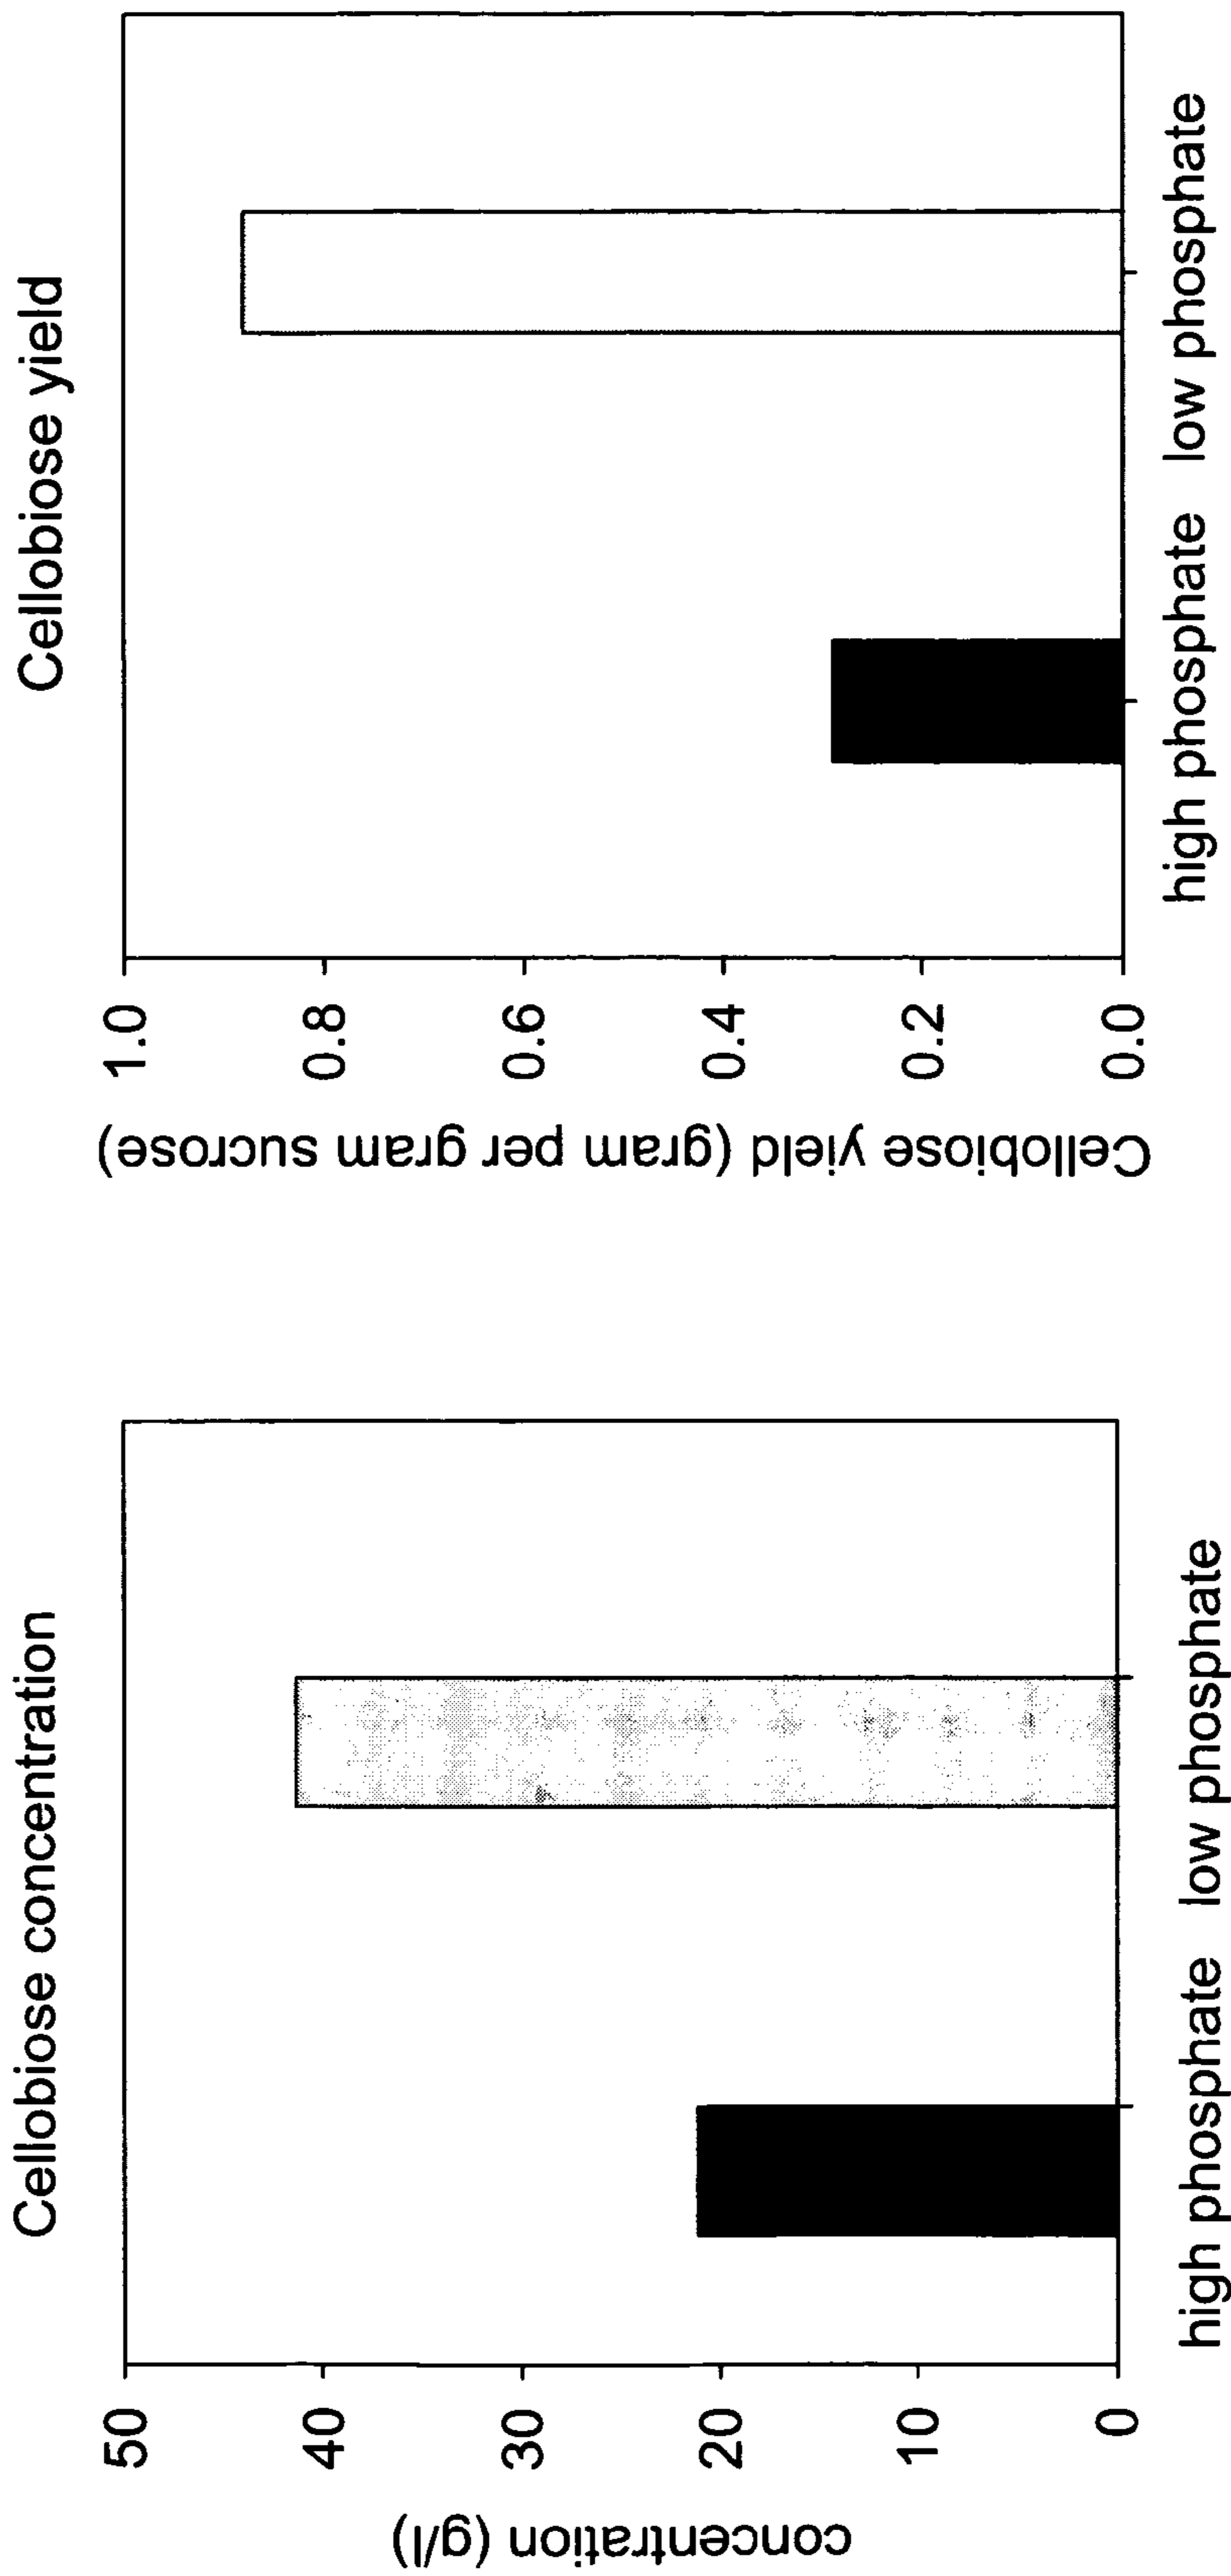 Cellobiose concentration
concentration (g/l)
50
40
30
20
10
0
high phosphate low phosphate
Cellobiose yield
Cellobiose yield (gram per gram sucrose)
1.0
0.8
0.6
0.4
0.2
0.0
high phosphate low phosphate